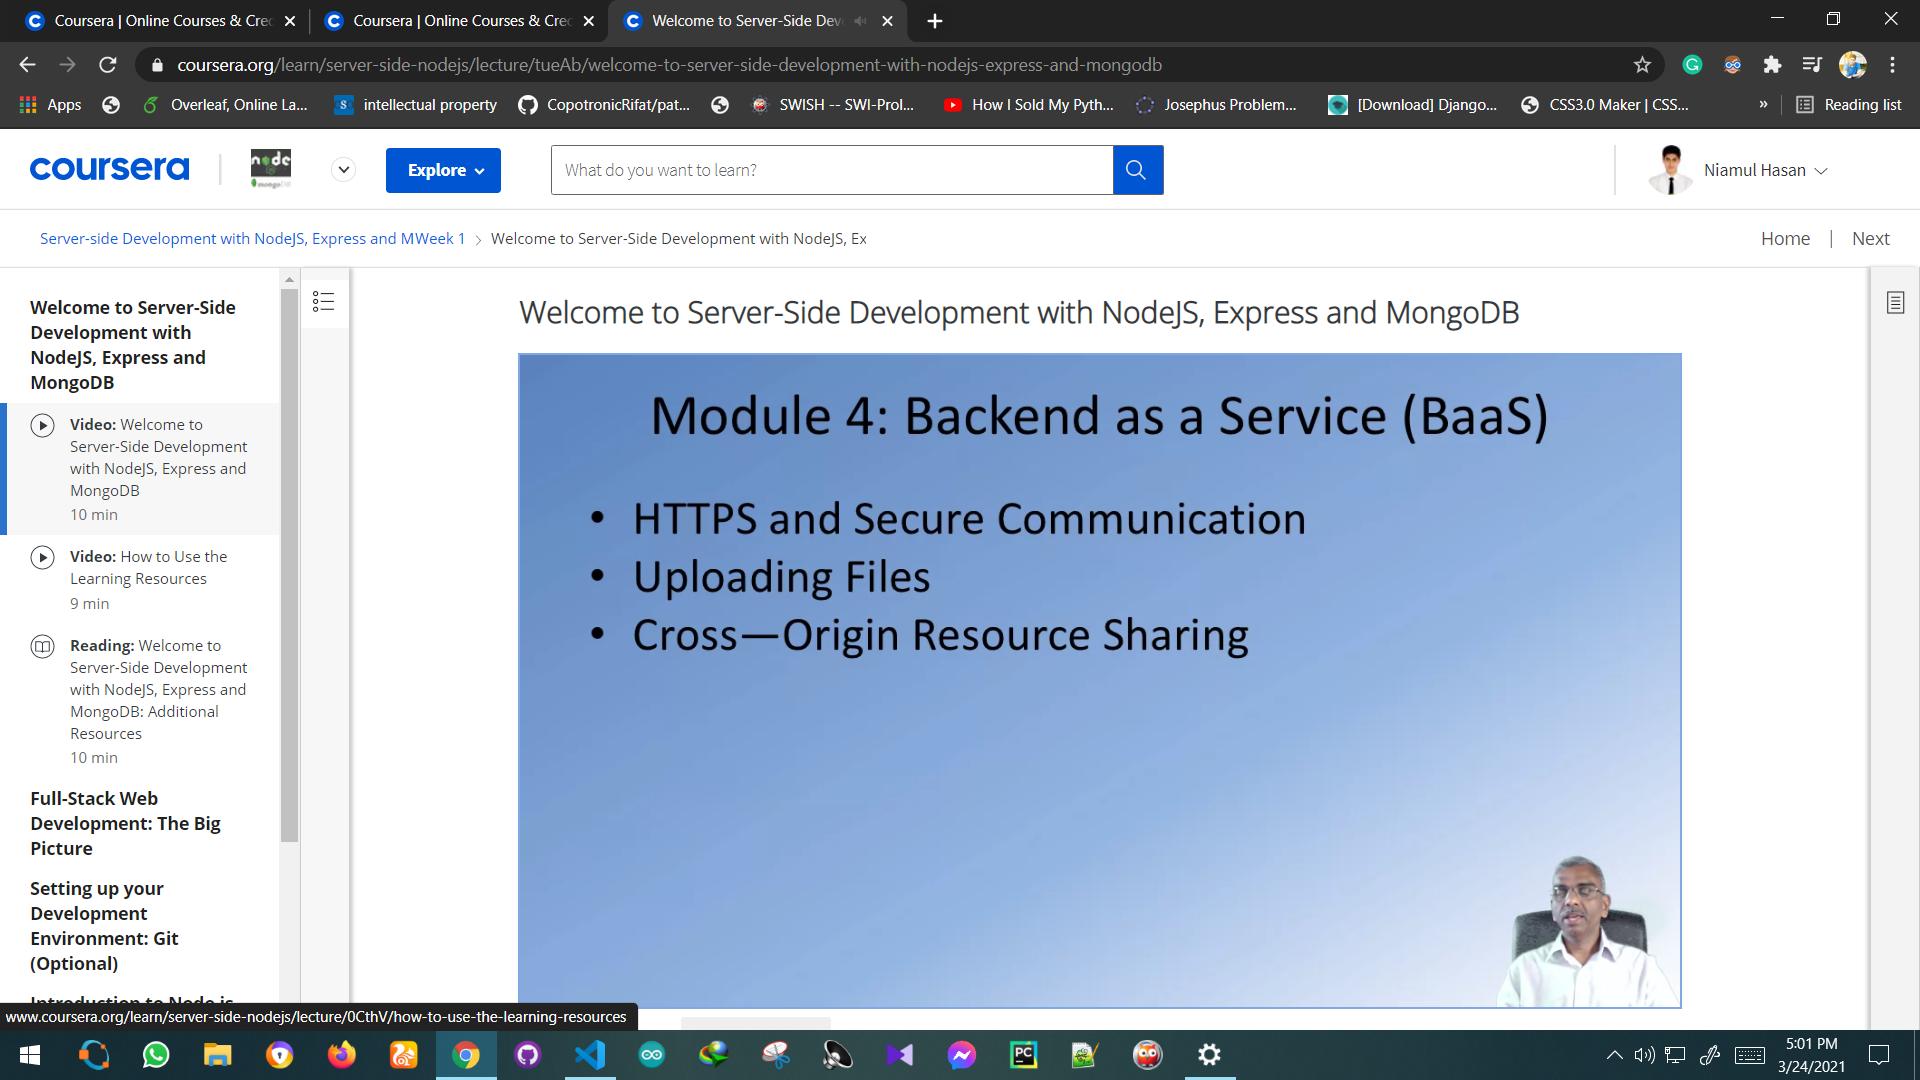 Coursera | Online Courses & Cre
Coursera | Online Courses & Cre
Welcome to Server-Side Dev
coursera.org/learn/server-side-nodejs/lecture/tueAb/welcome-to-server-side-development-with-nodejs-express-and-mongodb
Apps
Overleaf, Online La...
intellectual property
CopotronicRifat/pat...
SWISH -- SWI-Prol...
How I Sold My Pyth...
Josephus Problem...
[Download] Django...
CSS3.0 Maker | CSS...
»
Reading list
coursera
node
mongoDB
Explore
What do you want to learn?
Niamul Hasan
Server-side Development with NodeJS, Express and MWeek 1 > Welcome to Server-Side Development with NodeJS, Ex
Home | Next
Welcome to Server-Side
Development with
NodeJS, Express and
MongoDB
Video: Welcome to
Server-Side Development
with NodeJS, Express and
MongoDB
10 min
Video: How to Use the
Learning Resources
9 min
Reading: Welcome to
Server-Side Development
with NodeJS, Express and
MongoDB: Additional
Resources
10 min
Full-Stack Web
Development: The Big
Picture
Setting up your
Development
Environment: Git
(Optional)
Introduction to Node.js
Welcome to Server-Side Development with NodeJS, Express and MongoDB
Module 4: Backend as a Service (BaaS)
• HTTPS and Secure Communication
• Uploading Files
• Cross—Origin Resource Sharing
www.coursera.org/learn/server-side-nodejs/lecture/0CthV/how-to-use-the-learning-resources
PC
5:01 PM
3/24/2021